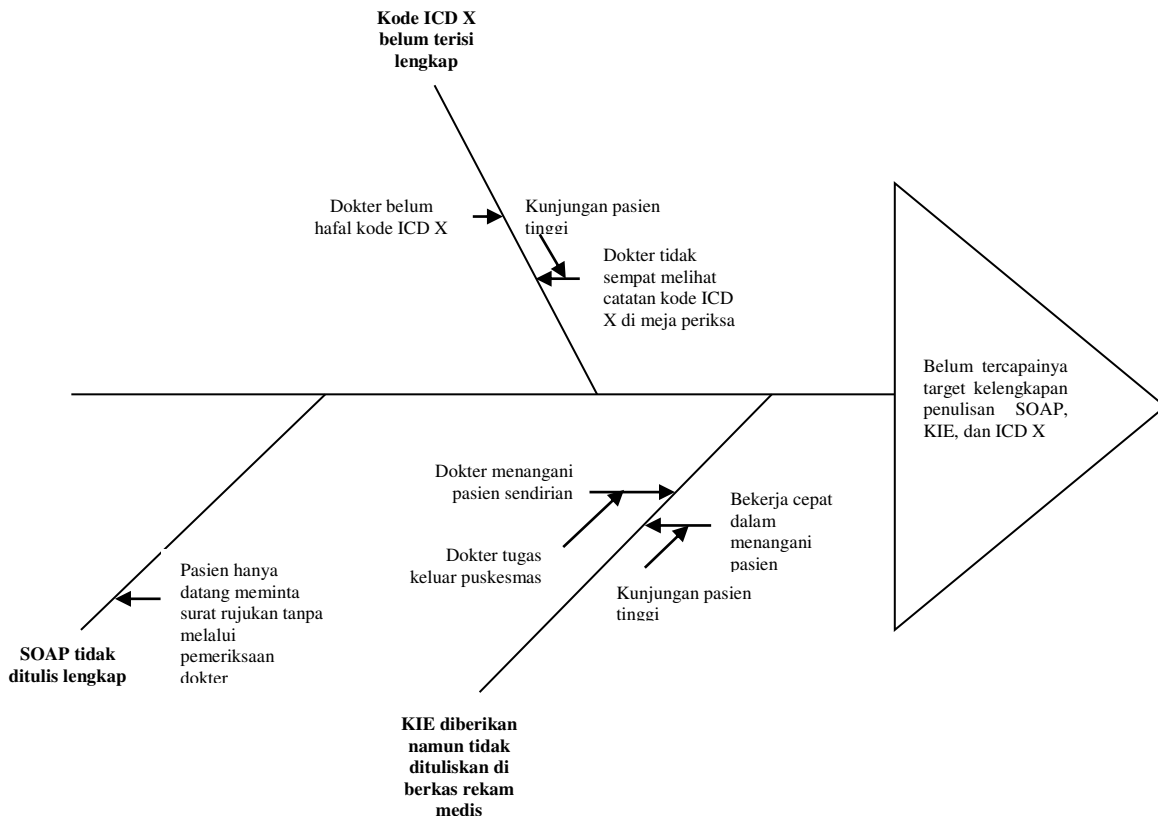 Kode ICD X
belum terisi
lengkap
Dokter belum
hafal kode ICD X
Kunjungan pasien
tinggi
Dokter tidak
sempat melihat
catatan kode ICD
X di meja periksa
Belum tercapainya
target kelengkapan
penulisan SOAP,
KIE, dan ICD X
Dokter menangani
pasien sendirian
Bekerja cepat
dalam
menangani
pasien
Dokter tugas
keluar puskesmas
Kunjungan pasien
tinggi
Pasien hanya
datang meminta
surat rujukan tanpa
melalui
pemeriksaan
dokter
SOAP tidak
ditulis lengkap
KIE diberikan
namun tidak
dituliskan di
berkas rekam
medis